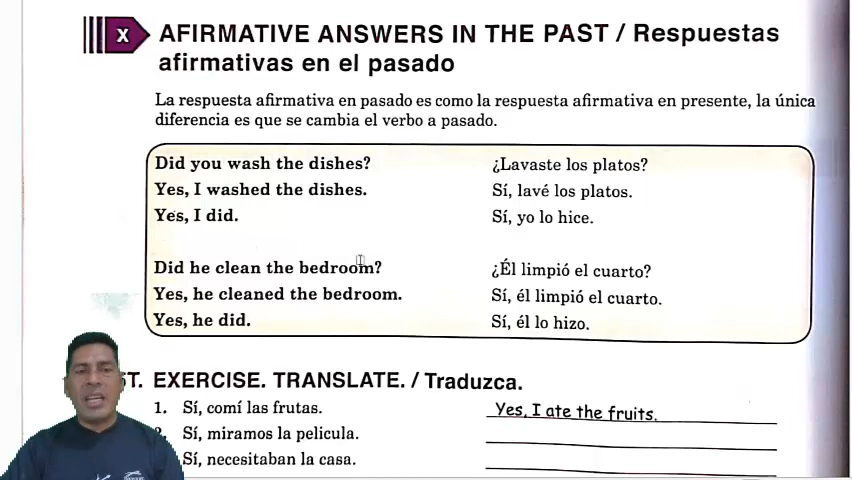 X AFIRMATIVE ANSWERS IN THE PAST / Respuestas
afirmativas en el pasado
La respuesta afirmativa en pasado es como la respuesta afirmativa en presente, la única
diferencia es que se cambia el verbo a pasado.
Did you wash the dishes? ¿Lavaste los platos?
Yes, I washed the dishes. Sí, lavé los platos.
Yes, I did. Sí, yo lo hice.
Did he clean the bedroom? ¿Él limpió el cuarto?
Yes, he cleaned the bedroom. Sí, él limpió el cuarto.
Yes, he did. Sí, él lo hizo.
T. EXERCISE. TRANSLATE. / Traduzca.
1. Sí, comí las frutas. Yes, I ate the fruits.
Sí, miramos la pelicula.
Sí, necesitaban la casa.